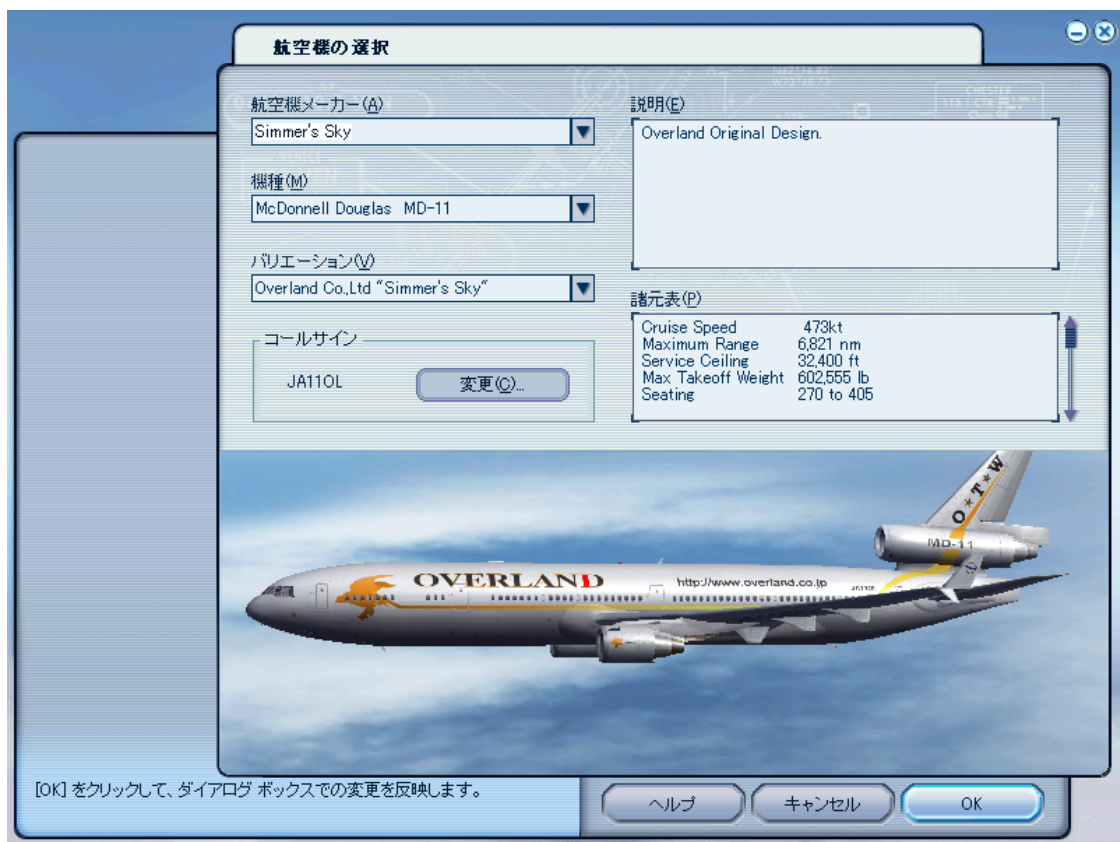 航空機の選択
航空機メーカー(A)
Simmer's Sky
機種(M)
McDonnell Douglas MD-11
バリエーション(V)
Overland Co.,Ltd "Simmer's Sky"
コールサイン
JA11OL
変更(C)...
説明(E)
Overland Original Design.
諸元表(P)
Cruise Speed 473kt
Maximum Range 6,821 nm
Service Ceiling 32,400 ft
Max Takeoff Weight 602,555 lb
Seating 270 to 405
O★T★W
MD-11
OVERLAND
http://www.overland.co.jp
JA11OL
[OK] をクリックして、ダイアログ ボックスでの変更を反映します。
ヘルプ
キャンセル
OK